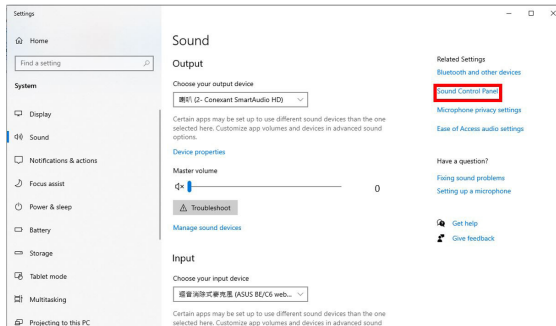 Settings
Home
Find a setting
System
Display
Sound
Notifications & actions
Focus assist
Power & sleep
Battery
Storage
Tablet mode
Multitasking
Projecting to this PC
Sound
Output
Choose your output device
喇叭 (2- Conexant SmartAudio HD)
Certain apps may be set up to use different sound devices than the one
selected here. Customize app volumes and devices in advanced sound
options.
Device properties
Master volume
0
Troubleshoot
Manage sound devices
Input
Choose your input device
迴音消除式麥克風 (ASUS BE/C6 web...
Certain apps may be set up to use different sound devices than the one
selected here. Customize app volumes and devices in advanced sound
Related Settings
Bluetooth and other devices
Sound Control Panel
Microphone privacy settings
Ease of Access audio settings
Have a question?
Fixing sound problems
Setting up a microphone
Get help
Give feedback